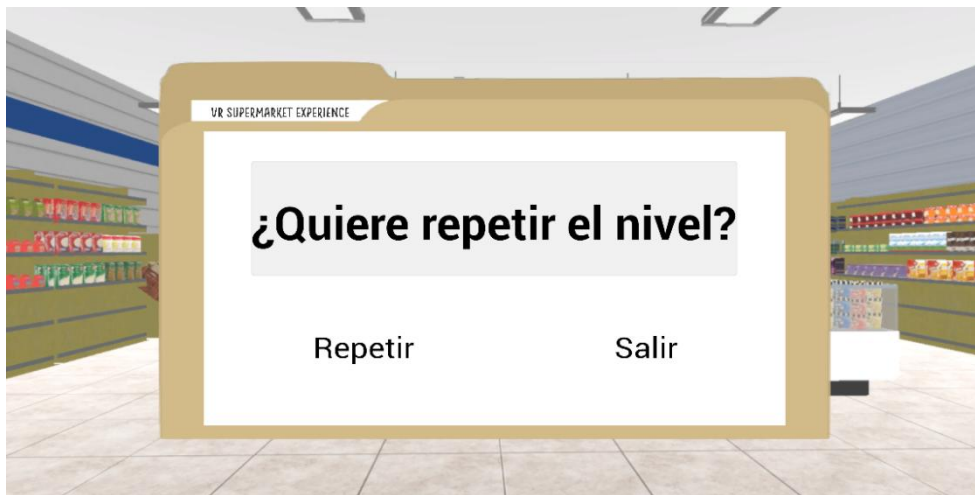 VR SUPERMARKET EXPERIENCE
¿Quiere repetir el nivel?
Repetir
Salir